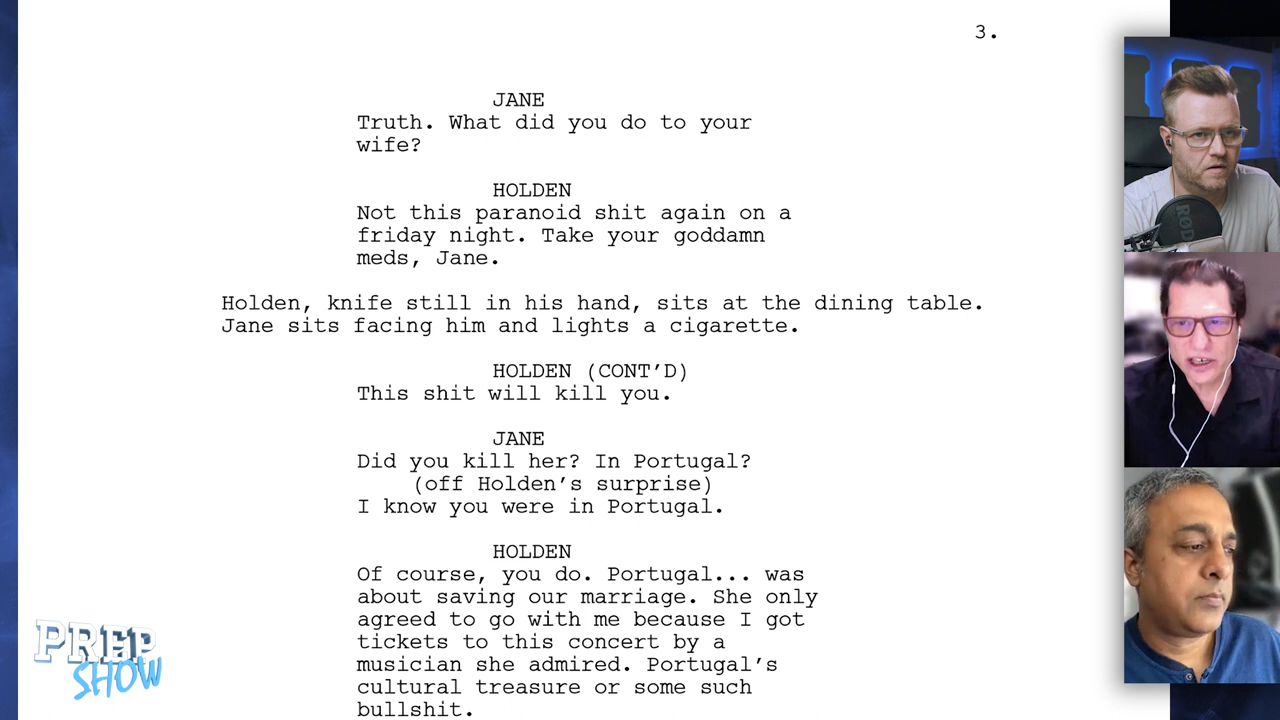 3.
JANE
Truth. What did you do to your
wife?
HOLDEN
Not this paranoid shit again on a
friday night. Take your goddamn
meds, Jane.
Holden, knife still in his hand, sits at the dining table.
Jane sits facing him and lights a cigarette.
HOLDEN (CONT'D)
This shit will kill you.
JANE
Did you kill her? In Portugal?
(off Holden's surprise)
I know you were in Portugal.
HOLDEN
Of course, you do. Portugal... was
about saving our marriage. She only
agreed to go with me because I got
tickets to this concert by a
musician she admired. Portugal's
cultural treasure or some such
bullshit.
PREP
SHOW
RØDE